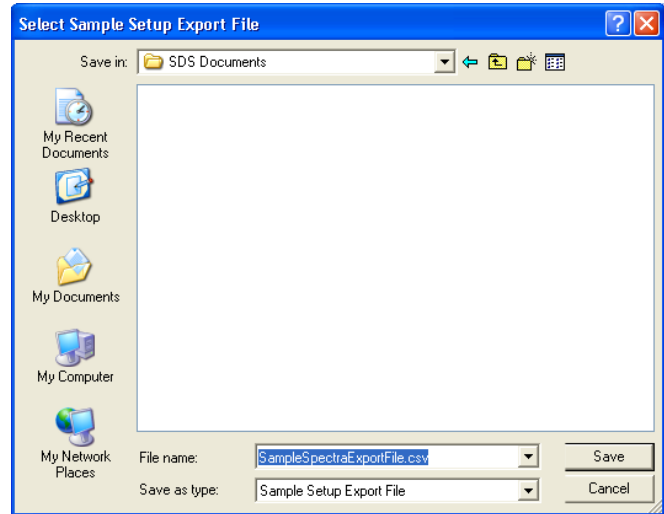 Select Sample Setup Export File
Save in: SDS Documents
My Recent
Documents
Desktop
My Documents
My Computer
My Network
Places
File name: SampleSpectraExportFile.csv Save
Save as type: Sample Setup Export File Cancel